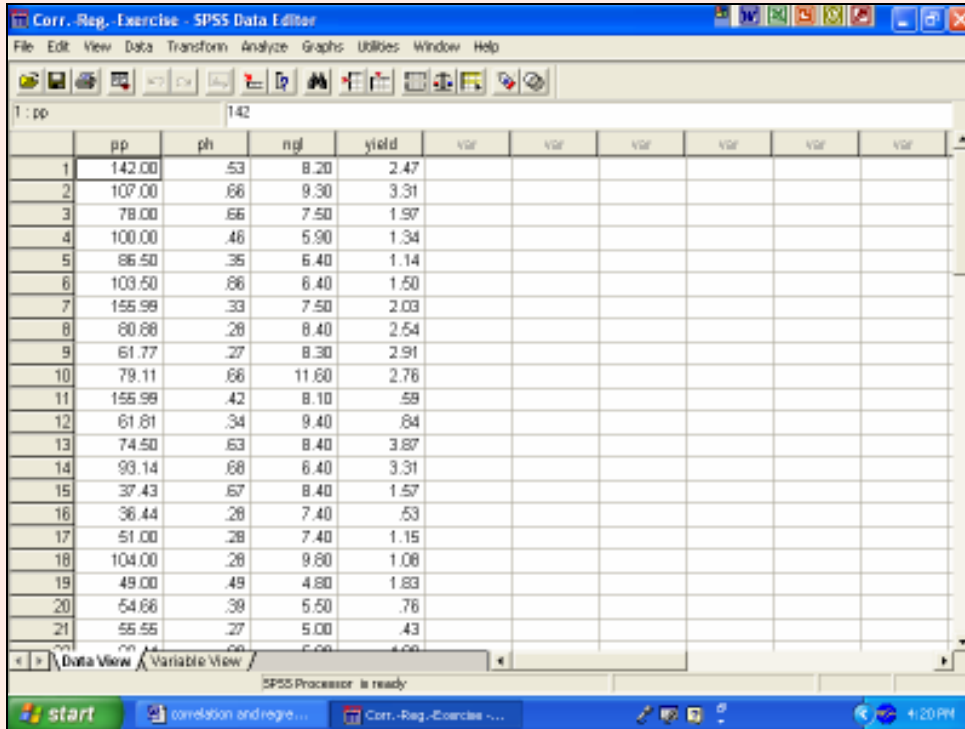 Corr.-Reg.-Exercise - SPSS Data Editor
File Edit View Data Transform Analyze Graphs Utilities Window Help
1 : pp 142
pp ph ngl yield var var var var var var
1 142.00 .53 8.20 2.47
2 107.00 .66 9.30 3.31
3 78.00 .66 7.50 1.97
4 100.00 .46 5.90 1.34
5 86.50 .35 6.40 1.14
6 103.50 .86 6.40 1.50
7 155.99 .33 7.50 2.03
8 80.88 .28 8.40 2.54
9 61.77 .27 8.30 2.91
10 79.11 .66 11.60 2.76
11 155.99 .42 8.10 .59
12 61.81 .34 9.40 .84
13 74.50 .63 8.40 3.87
14 93.14 .68 6.40 3.31
15 37.43 .67 8.40 1.57
16 36.44 .28 7.40 .53
17 51.00 .28 7.40 1.15
18 104.00 .28 9.80 1.08
19 49.00 .49 4.80 1.83
20 54.66 .39 5.50 .76
21 55.55 .27 5.00 .43
Data View Variable View
SPSS Processor is ready
start correlation and regre... Corr.-Reg.-Exercise -... 4:20 PM